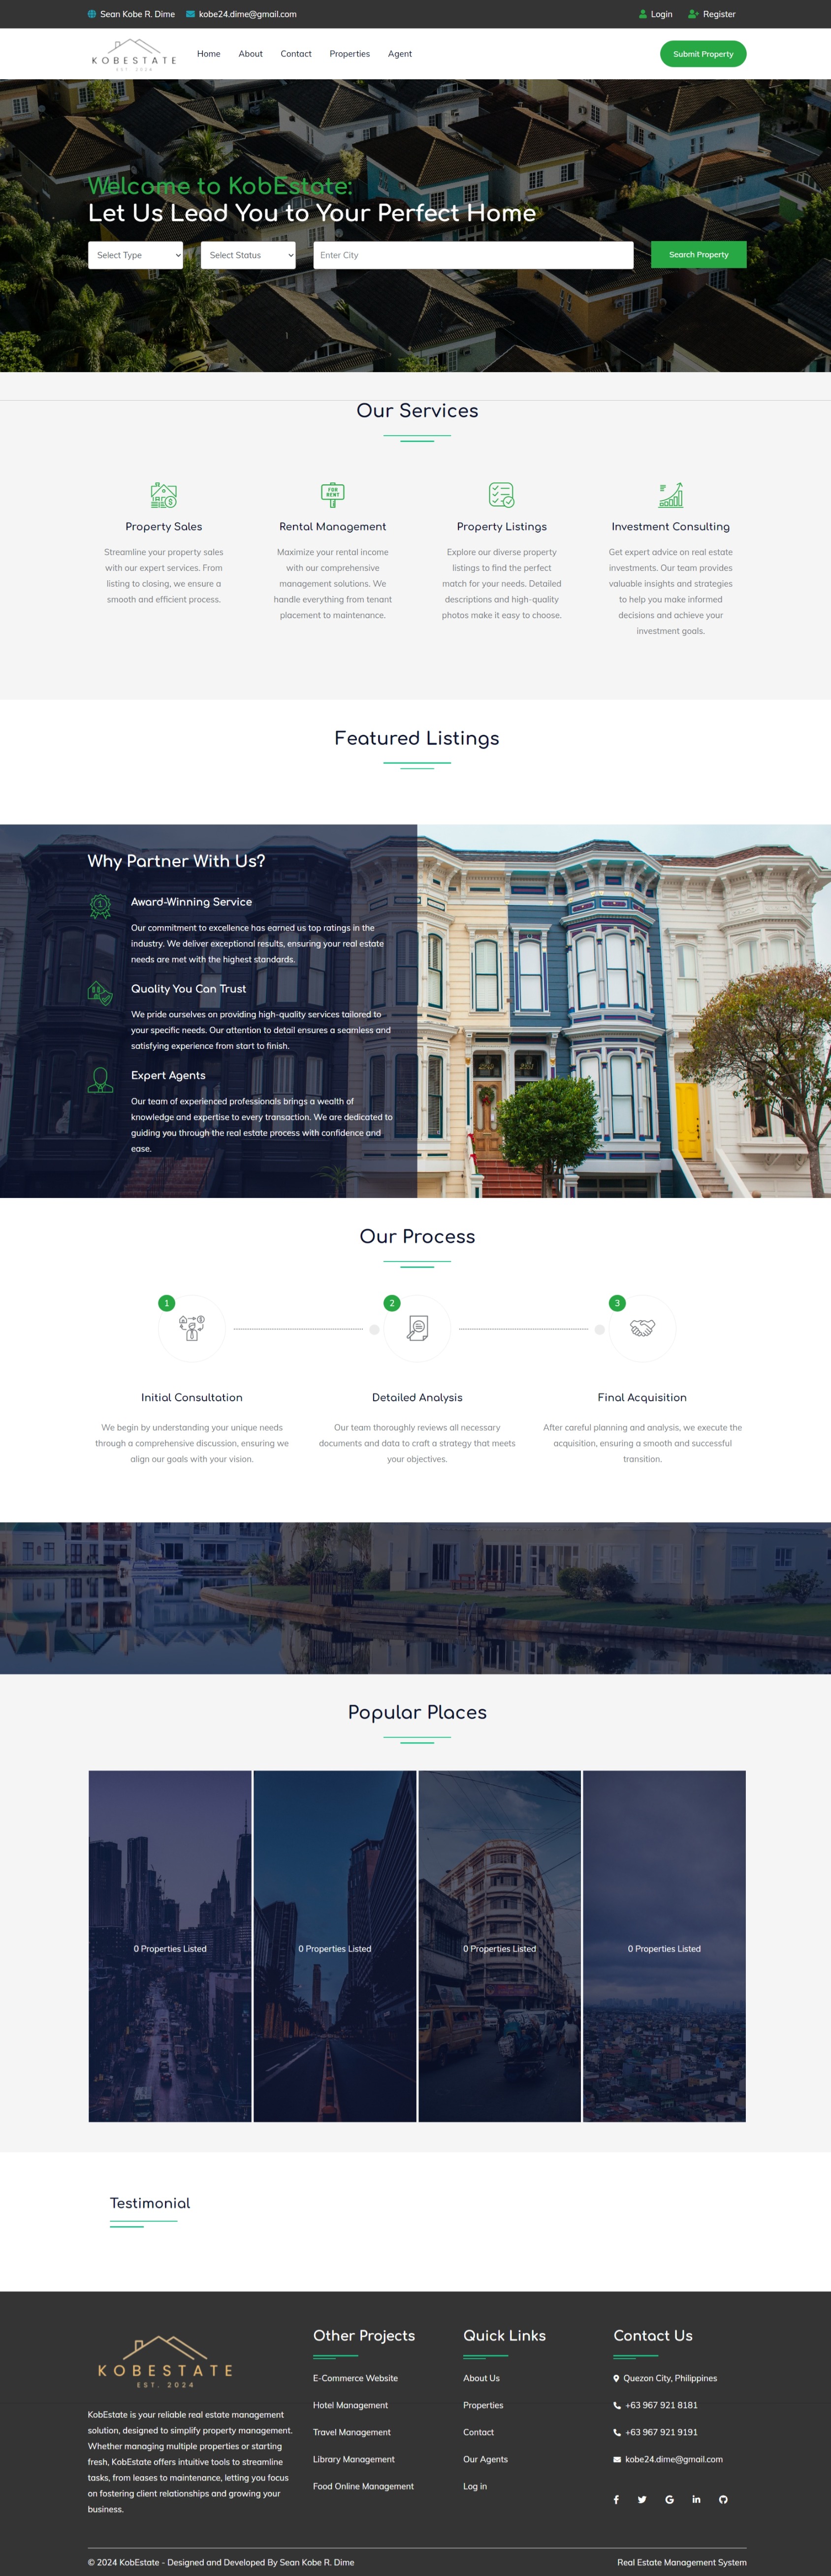 Sean Kobe R. Dime kobe24.dime@gmail.com Login Register
KOBESTATE
EST. 2024
Home About Contact Properties Agent Submit Property
Welcome to KobEstate:
Let Us Lead You to Your Perfect Home
Select Type Select Status Enter City Search Property
Our Services
FOR
RENT
Property Sales
Streamline your property sales
with our expert services. From
listing to closing, we ensure a
smooth and efficient process.
Rental Management
Maximize your rental income
with our comprehensive
management solutions. We
handle everything from tenant
placement to maintenance.
Property Listings
Explore our diverse property
listings to find the perfect
match for your needs. Detailed
descriptions and high-quality
photos make it easy to choose.
Investment Consulting
Get expert advice on real estate
investments. Our team provides
valuable insights and strategies
to help you make informed
decisions and achieve your
investment goals.
Featured Listings
Why Partner With Us?
1
Award-Winning Service
Our commitment to excellence has earned us top ratings in the
industry. We deliver exceptional results, ensuring your real estate
needs are met with the highest standards.
Quality You Can Trust
We pride ourselves on providing high-quality services tailored to
your specific needs. Our attention to detail ensures a seamless and
satisfying experience from start to finish.
Expert Agents
Our team of experienced professionals brings a wealth of
knowledge and expertise to every transaction. We are dedicated to
guiding you through the real estate process with confidence and
ease.
Our Process
1
Initial Consultation
We begin by understanding your unique needs
through a comprehensive discussion, ensuring we
align our goals with your vision.
2
Detailed Analysis
Our team thoroughly reviews all necessary
documents and data to craft a strategy that meets
your objectives.
3
Final Acquisition
After careful planning and analysis, we execute the
acquisition, ensuring a smooth and successful
transition.
Popular Places
0 Properties Listed
0 Properties Listed
0 Properties Listed
0 Properties Listed
Testimonial
KOBESTATE
EST. 2024
KobEstate is your reliable real estate management
solution, designed to simplify property management.
Whether managing multiple properties or starting
fresh, KobEstate offers intuitive tools to streamline
tasks, from leases to maintenance, letting you focus
on fostering client relationships and growing your
business.
Other Projects
E-Commerce Website
Hotel Management
Travel Management
Library Management
Food Online Management
Quick Links
About Us
Properties
Contact
Our Agents
Log in
Contact Us
Quezon City, Philippines
+63 967 921 8181
+63 967 921 9191
kobe24.dime@gmail.com
© 2024 KobEstate - Designed and Developed By Sean Kobe R. Dime
Real Estate Management System